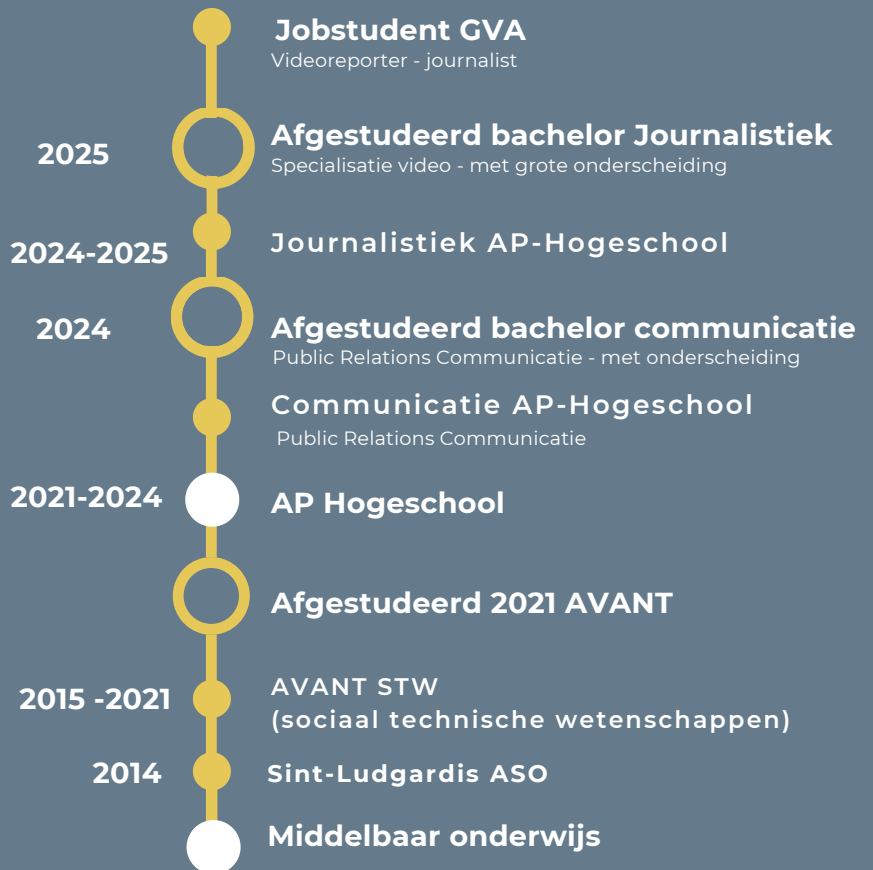 Jobstudent GVA
Videoreporter - journalist
2025
Afgestudeerd bachelor Journalistiek
Specialisatie video - met grote onderscheiding
2024-2025
Journalistiek AP-Hogeschool
2024
Afgestudeerd bachelor communicatie
Public Relations Communicatie - met onderscheiding
Communicatie AP-Hogeschool
Public Relations Communicatie
2021-2024
AP Hogeschool
Afgestudeerd 2021 AVANT
2015 -2021
AVANT STW
(sociaal technische wetenschappen)
2014
Sint-Ludgardis ASO
Middelbaar onderwijs